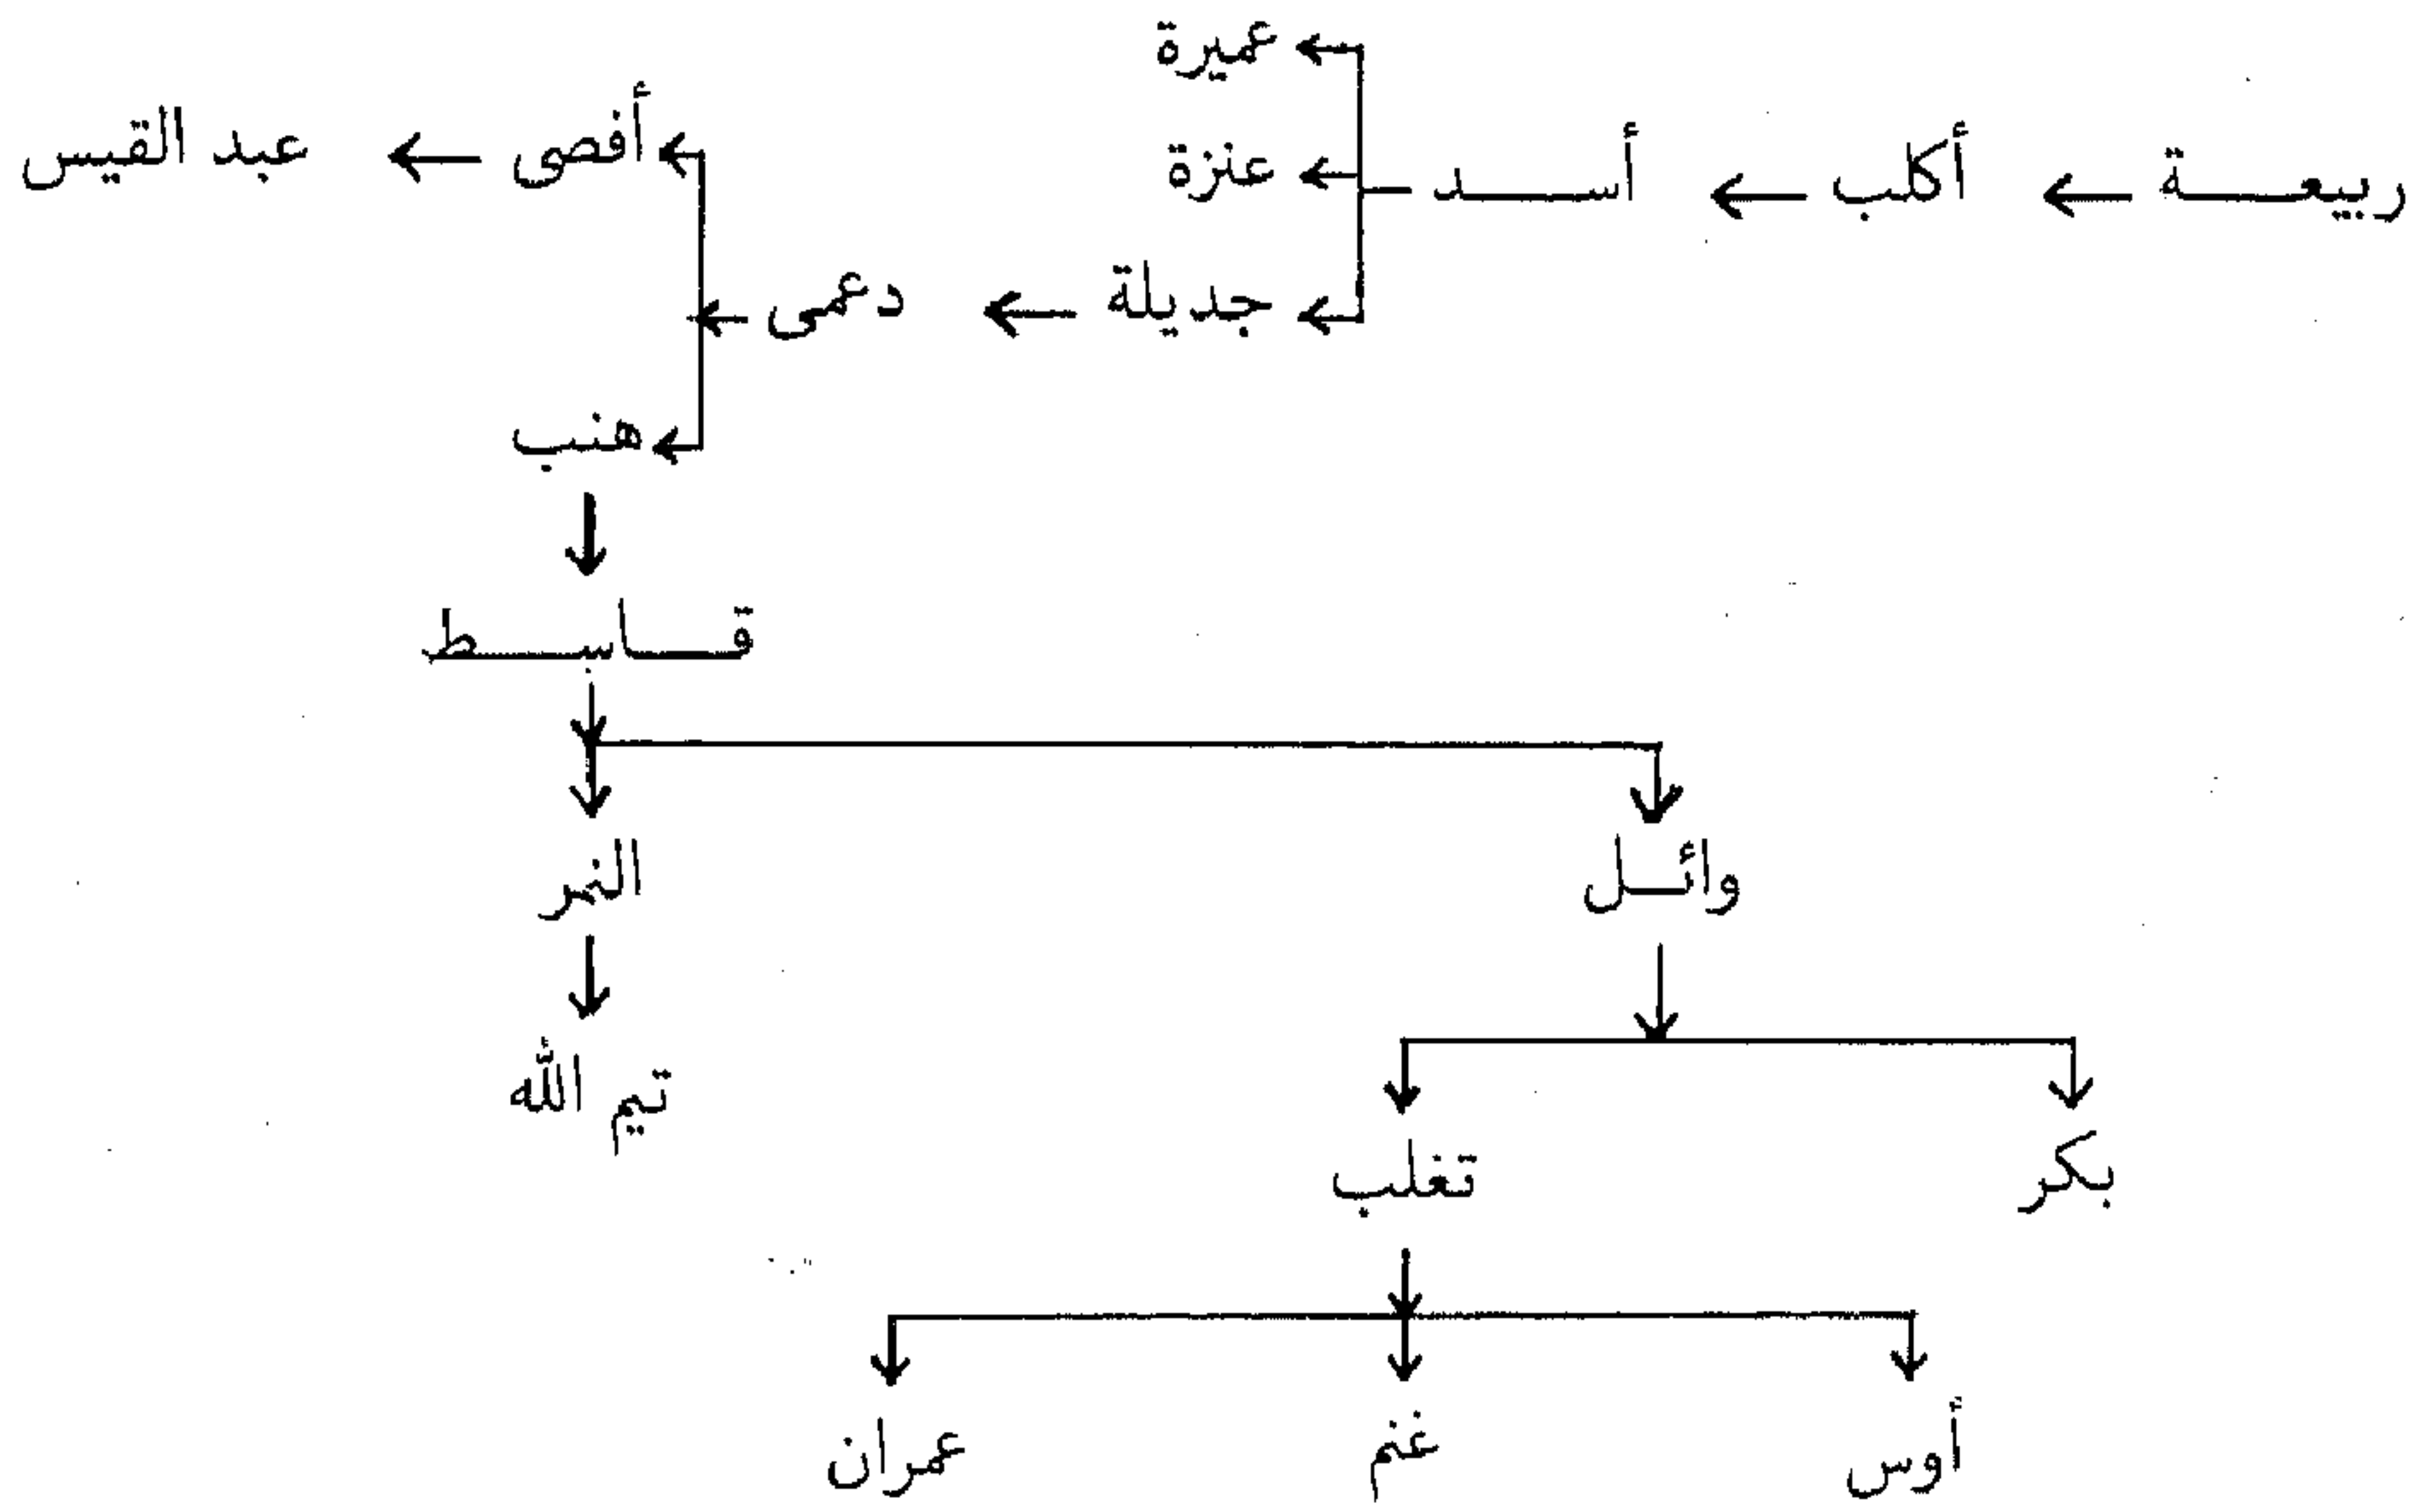 عميرة
ربيعة ← أكلب ← أسد عنزة أفصى ← عبد القيس
جديلة ← دعمى
هنب
قاسط
وائل النمر
تيم الله
بكر تغلب
أوس غنم عمران